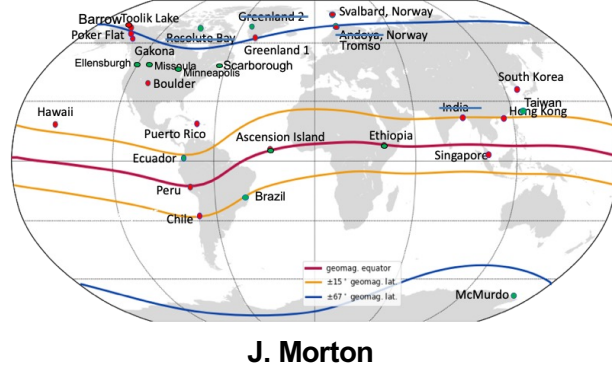 Greenland 2
Svalbard, Norway
Barrow Toolik Lake
Poker Flat
Resolute Bay
Andoya, Norway
Tromso
Gakona
Greenland 1
Ellensburgh
Missoula
Scarborough
Minneapolis
Boulder
South Korea
Hawaii
India
Taiwan
Hong Kong
Puerto Rico
Ascension Island
Ethiopia
Ecuador
Singapore
Peru
Brazil
Chile
geomag. equator
±15° geomag. lat.
±67° geomag. lat.
McMurdo
J. Morton